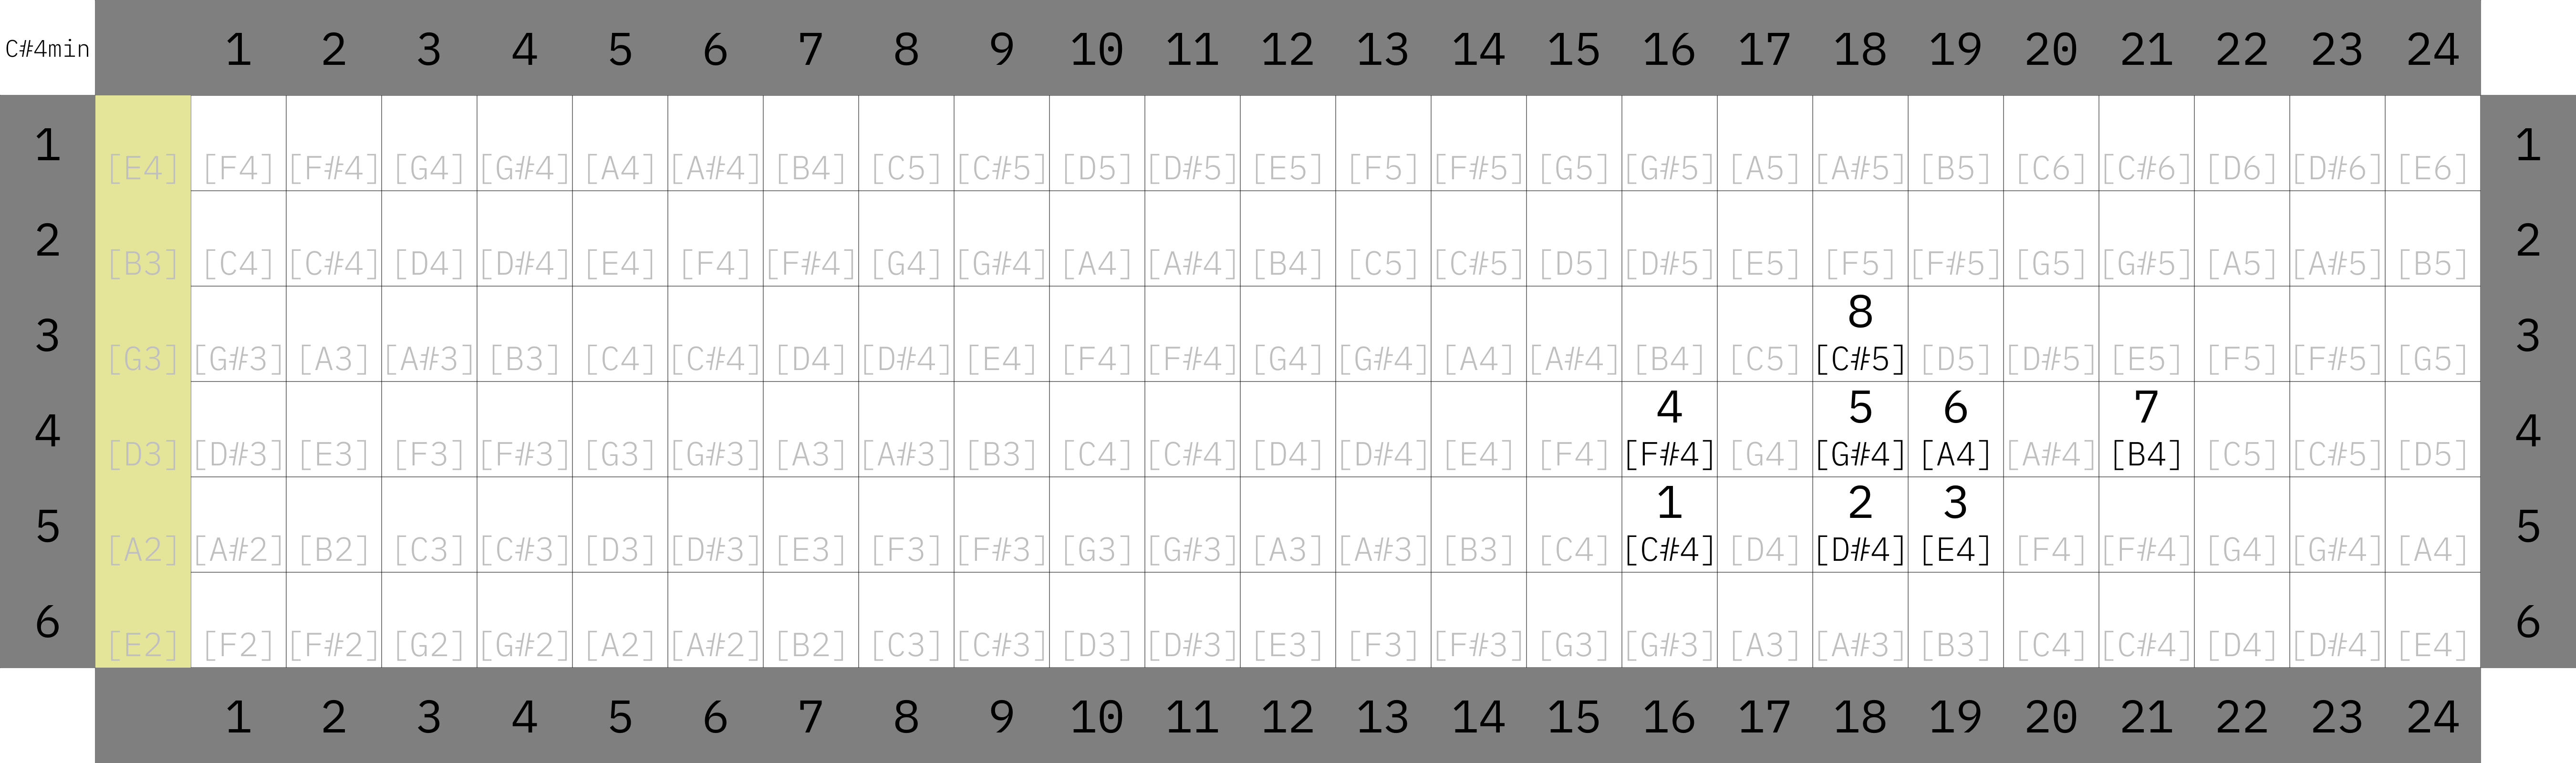 C#4min 1 2 3 4 5 6 7 8 9 10 11 12 13 14 15 16 17 18 19 20 21 22 23 24
1 [E4] [F4] [F#4] [G4] [G#4] [A4] [A#4] [B4] [C5] [C#5] [D5] [D#5] [E5] [F5] [F#5] [G5] [G#5] [A5] [A#5] [B5] [C6] [C#6] [D6] [D#6] [E6] 1
2 [B3] [C4] [C#4] [D4] [D#4] [E4] [F4] [F#4] [G4] [G#4] [A4] [A#4] [B4] [C5] [C#5] [D5] [D#5] [E5] [F5] [F#5] [G5] [G#5] [A5] [A#5] [B5] 2
8
3 [G3] [G#3] [A3] [A#3] [B3] [C4] [C#4] [D4] [D#4] [E4] [F4] [F#4] [G4] [G#4] [A4] [A#4] [B4] [C5] [C#5] [D5] [D#5] [E5] [F5] [F#5] [G5] 3
4 5 6 7
4 [D3] [D#3] [E3] [F3] [F#3] [G3] [G#3] [A3] [A#3] [B3] [C4] [C#4] [D4] [D#4] [E4] [F4] [F#4] [G4] [G#4] [A4] [A#4] [B4] [C5] [C#5] [D5] 4
1 2 3
5 [A2] [A#2] [B2] [C3] [C#3] [D3] [D#3] [E3] [F3] [F#3] [G3] [G#3] [A3] [A#3] [B3] [C4] [C#4] [D4] [D#4] [E4] [F4] [F#4] [G4] [G#4] [A4] 5
6 [E2] [F2] [F#2] [G2] [G#2] [A2] [A#2] [B2] [C3] [C#3] [D3] [D#3] [E3] [F3] [F#3] [G3] [G#3] [A3] [A#3] [B3] [C4] [C#4] [D4] [D#4] [E4] 6
1 2 3 4 5 6 7 8 9 10 11 12 13 14 15 16 17 18 19 20 21 22 23 24